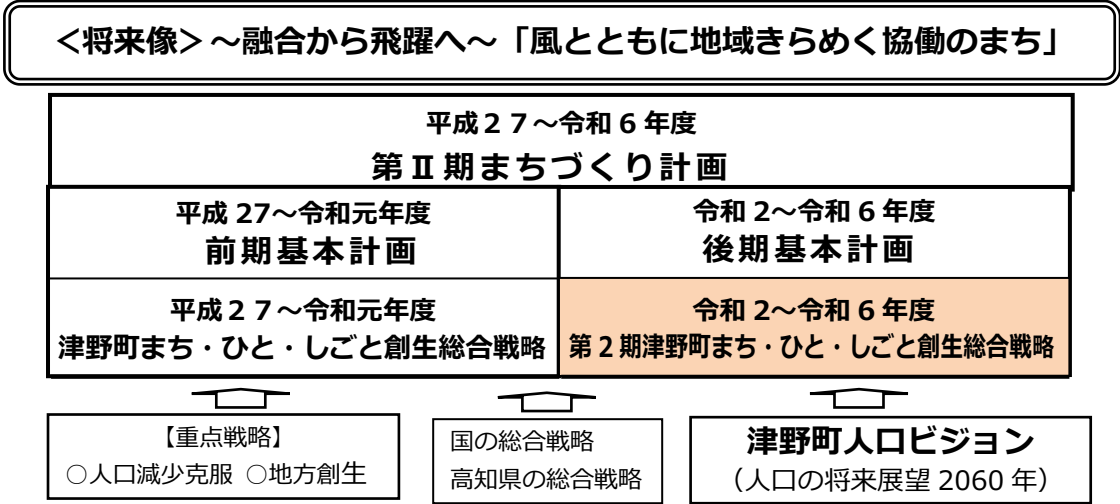 <将来像>~融合から飛躍へ~「風とともに地域きらめく協働のまち」
平成27~令和6年度
第Ⅱ期まちづくり計画
平成27~令和元年度
前期基本計画
令和2~令和6年度
後期基本計画
平成27~令和元年度
津野町まち・ひと・しごと創生総合戦略
令和2~令和6年度
第2期津野町まち・ひと・しごと創生総合戦略
【重点戦略】
○人口減少克服 ○地方創生
国の総合戦略
高知県の総合戦略
津野町人口ビジョン
(人口の将来展望2060年)